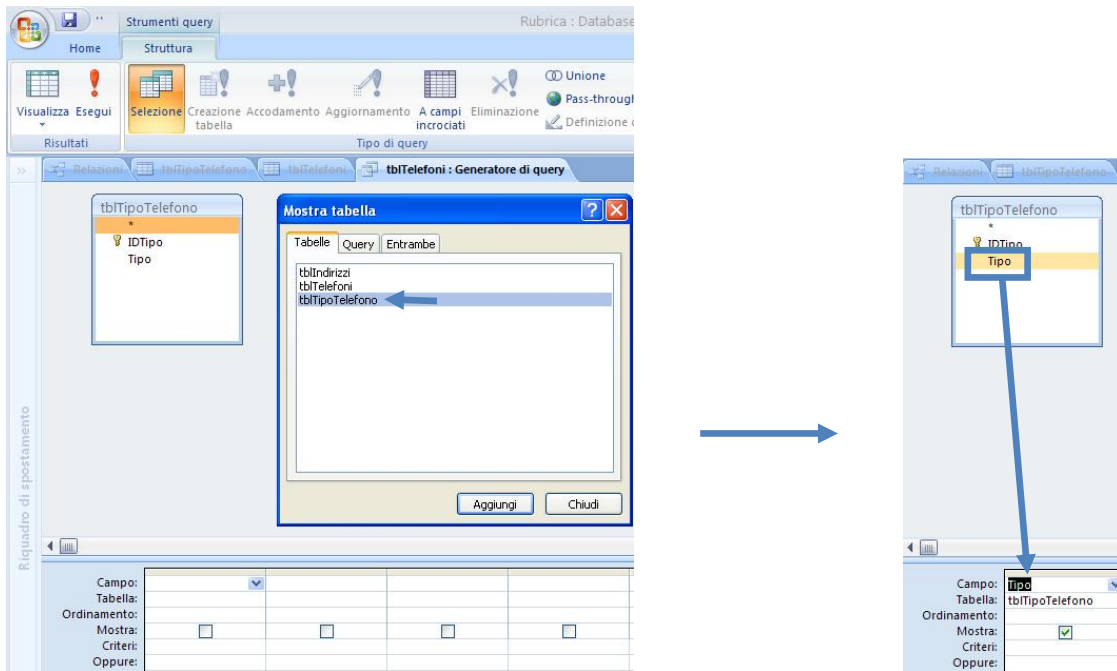 Strumenti query
Rubrica : Database
Home
Struttura
Visualizza
Esegui
Selezione
Creazione tabella
Accodamento
Aggiornamento
A campi incrociati
Eliminazione
Unione
Pass-through
Definizione
Risultati
Tipo di query
Relazioni
tblTipoTelefono
tblTelefoni
tblTelefoni : Generatore di query
tblTipoTelefono
*
IDTipo
Tipo
Mostra tabella
Tabelle
Query
Entrambe
tblIndirizzi
tblTelefoni
tblTipoTelefono
Aggiungi
Chiudi
Riquadro di spostamento
Campo:
Tabella:
Ordinamento:
Mostra:
Criteri:
Oppure:
Relazioni
tblTipoTelefono
tblTipoTelefono
*
IDTipo
Tipo
Campo: Tipo
Tabella: tblTipoTelefono
Ordinamento:
Mostra:
Criteri:
Oppure: